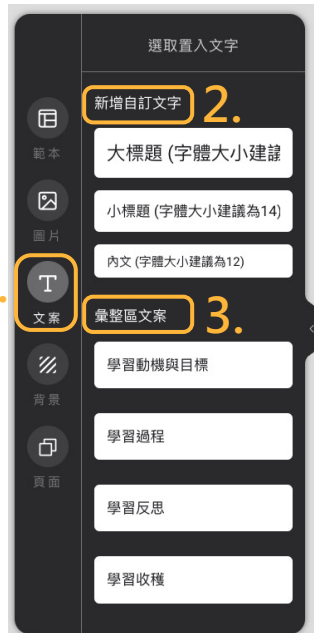 選取置入文字
新增自訂文字 2.
範本
大標題 (字體大小建議
圖片
小標題 (字體大小建議為14)
內文 (字體大小建議為12)
T
文案
彙整區文案 3.
背景
學習動機與目標
頁面
學習過程
學習反思
學習收穫